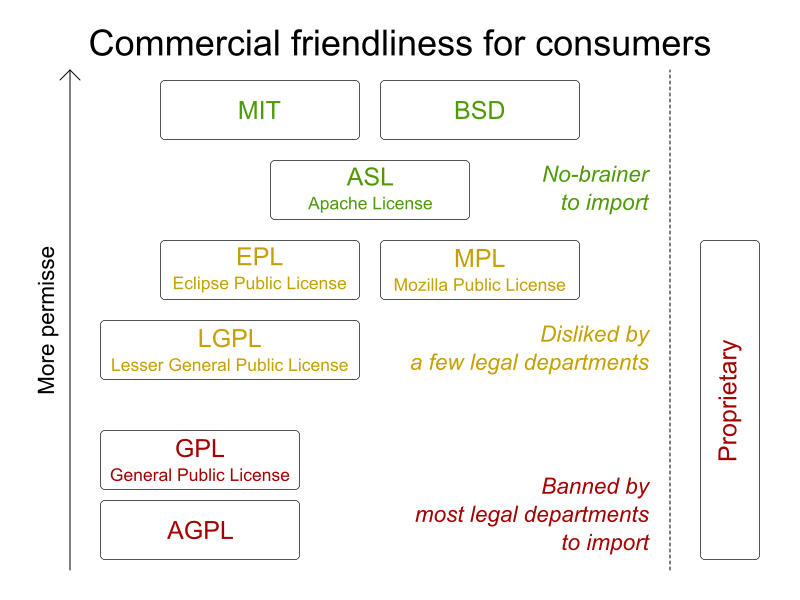 Commercial friendliness for consumers
MIT
BSD
ASL
Apache License
No-brainer
to import
EPL
Eclipse Public License
MPL
Mozilla Public License
LGPL
Lesser General Public License
Disliked by
a few legal departments
GPL
General Public License
AGPL
Banned by
most legal departments
to import
More permisse
Proprietary